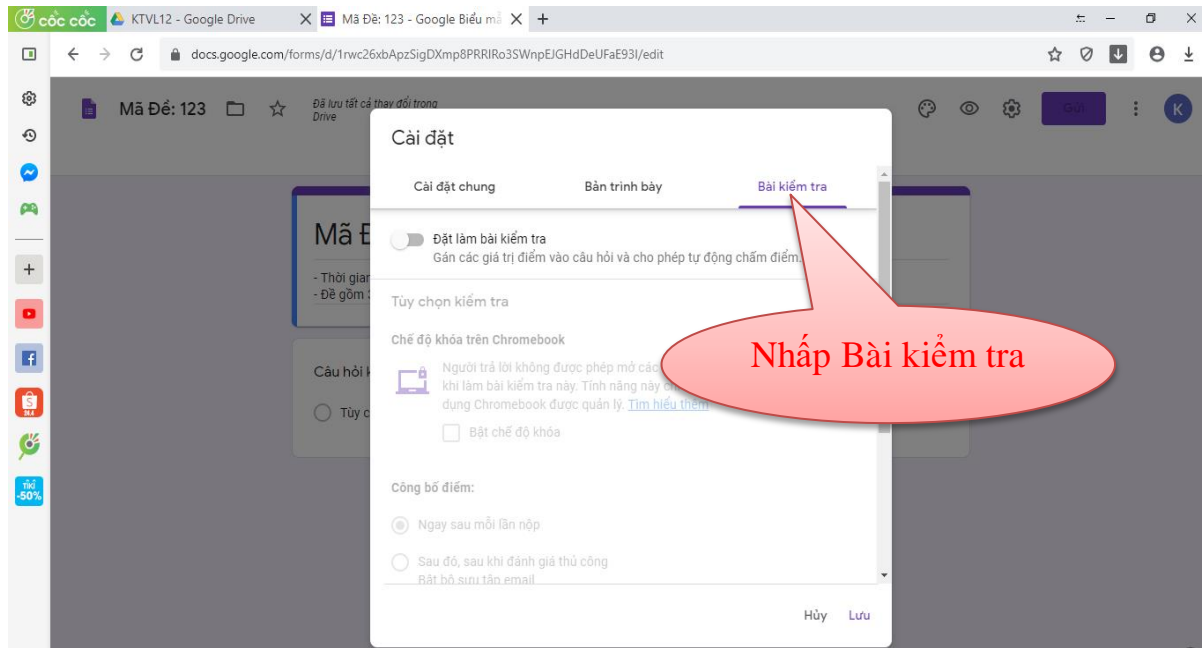 cốc cốc
KTVL12 - Google Drive
Mã Đề: 123 - Google Biểu mẫ
docs.google.com/forms/d/1rwc26xbApzSigDXmp8PRRIRo3SWnpEJGHdDeUFaE93I/edit
Mã Đề: 123
Đã lưu tất cả thay đổi trong
Drive
Gửi
K
Cài đặt
Cài đặt chung
Bản trình bày
Bài kiểm tra
Mã Đ
- Thời gian
- Đề gồm
Đặt làm bài kiểm tra
Gán các giá trị điểm vào câu hỏi và cho phép tự động chấm điểm.
Tùy chọn kiểm tra
Chế độ khóa trên Chromebook
Người trả lời không được phép mở các
khi làm bài kiểm tra này. Tính năng này ch
dụng Chromebook được quản lý. Tìm hiểu thêm
Bật chế độ khóa
Câu hỏi k
Tùy c
Nhấp Bài kiểm tra
Công bố điểm:
Ngay sau mỗi lần nộp
Sau đó, sau khi đánh giá thủ công
Bật bộ sưu tập email
Hủy
Lưu
TIKI
-50%